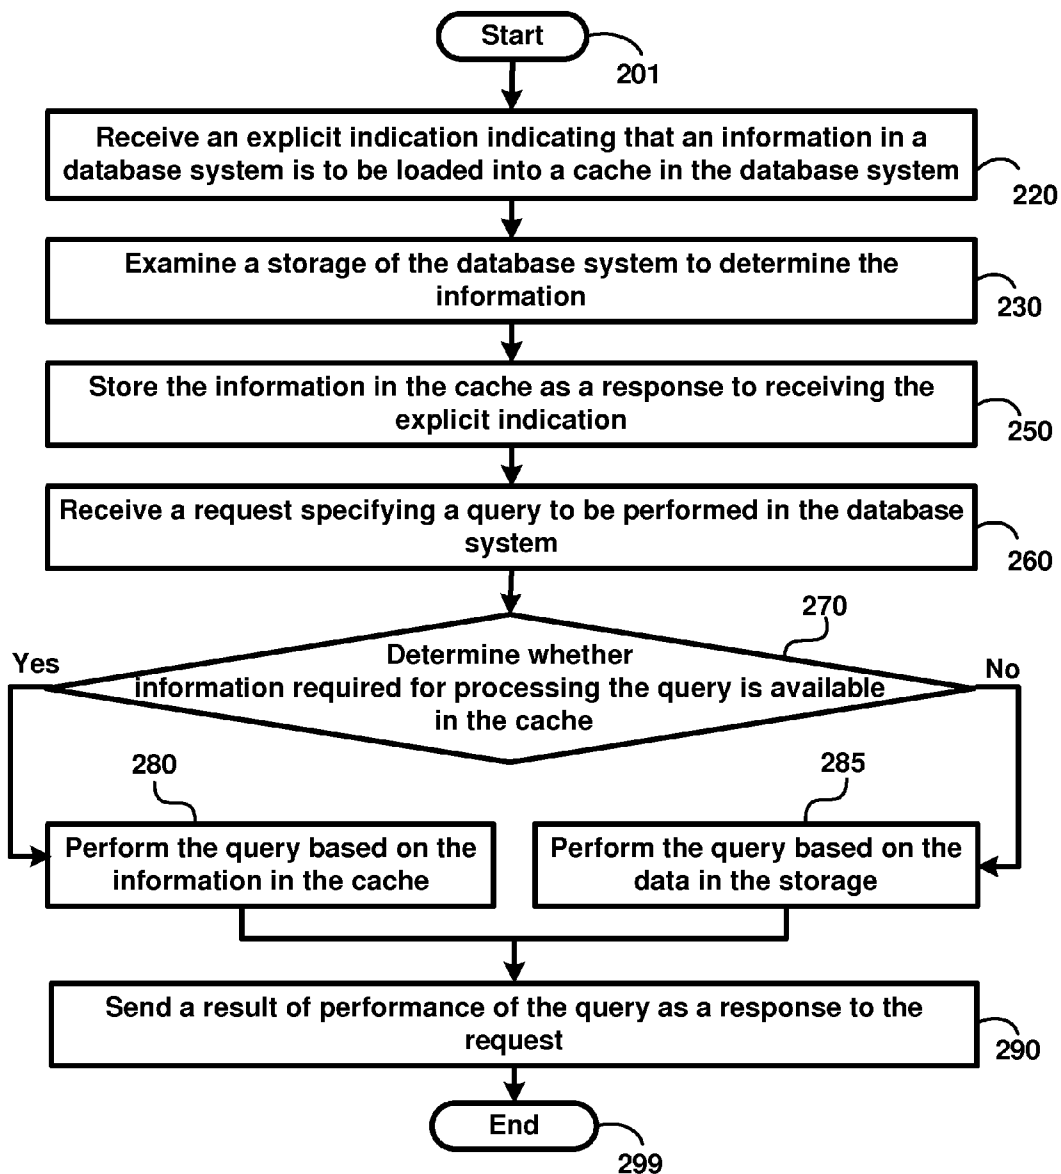 Start
201
Receive an explicit indication indicating that an information in a
database system is to be loaded into a cache in the database system
220
Examine a storage of the database system to determine the
information
230
Store the information in the cache as a response to receiving the
explicit indication
250
Receive a request specifying a query to be performed in the database
system
260
270
Yes
No
Determine whether
information required for processing the query is available
in the cache
280
285
Perform the query based on the
information in the cache
Perform the query based on the
data in the storage
Send a result of performance of the query as a response to the
request
290
End
299